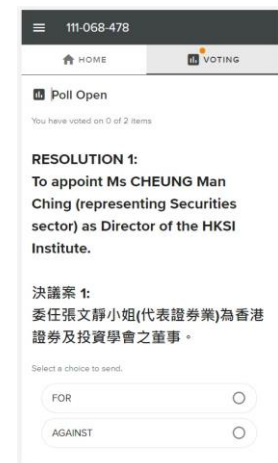 111-068-478
HOME
VOTING
Poll Open
You have voted on 0 of 2 items
RESOLUTION 1:
To appoint Ms CHEUNG Man
Ching (representing Securities
sector) as Director of the HKSI
Institute.
決議案 1:
委任張文靜小姐(代表證券業)為香港
證券及投資學會之董事。
Select a choice to send.
FOR
AGAINST